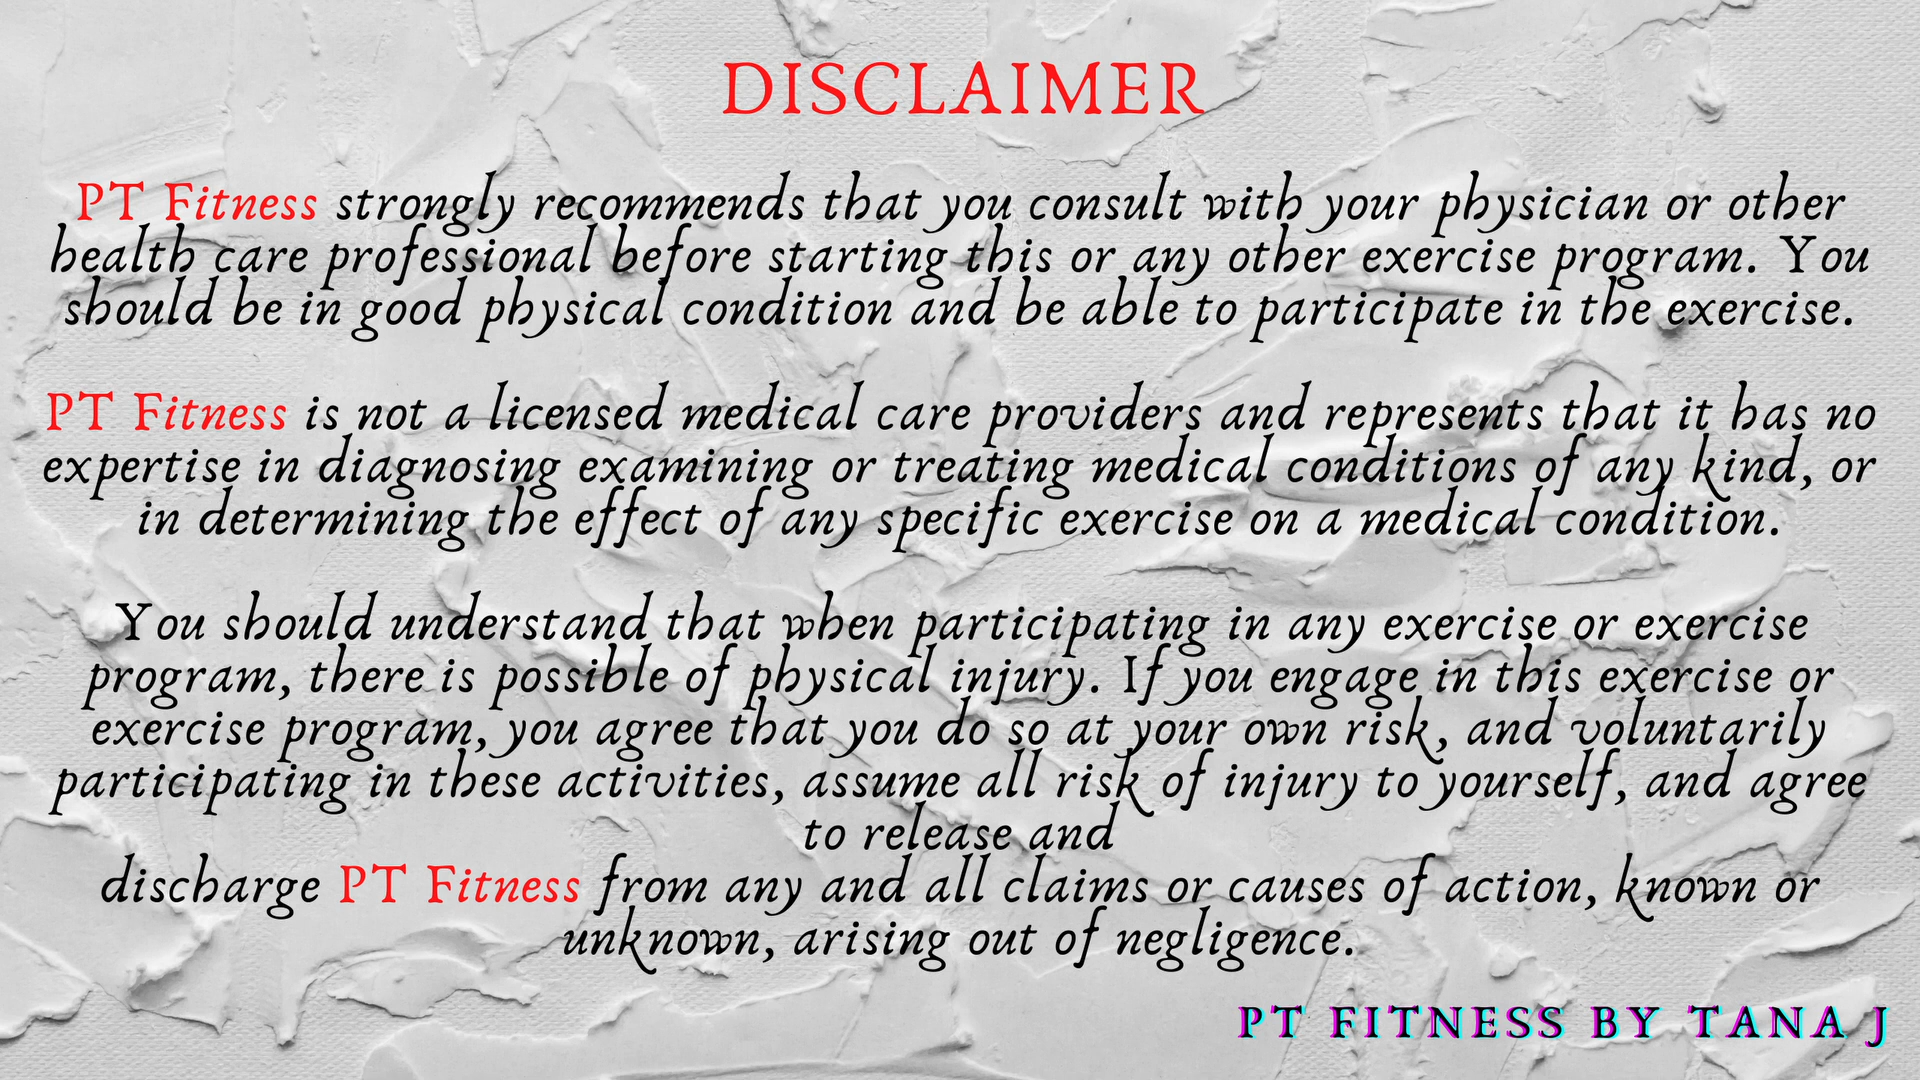 DISCLAIMER
PT Fitness strongly recommends that you consult with your physician or other
health care professional before starting this or any other exercise program. You
should be in good physical condition and be able to participate in the exercise.
PT Fitness is not a licensed medical care providers and represents that it has no
expertise in diagnosing examining or treating medical conditions of any kind, or
in determining the effect of any specific exercise on a medical condition.
You should understand that when participating in any exercise or exercise
program, there is possible of physical injury. If you engage in this exercise or
exercise program, you agree that you do so at your own risk, and voluntarily
participating in these activities, assume all risk of injury to yourself, and agree
to release and
discharge PT Fitness from any and all claims or causes of action, known or
unknown, arising out of negligence.
PT FITNESS BY TANA J